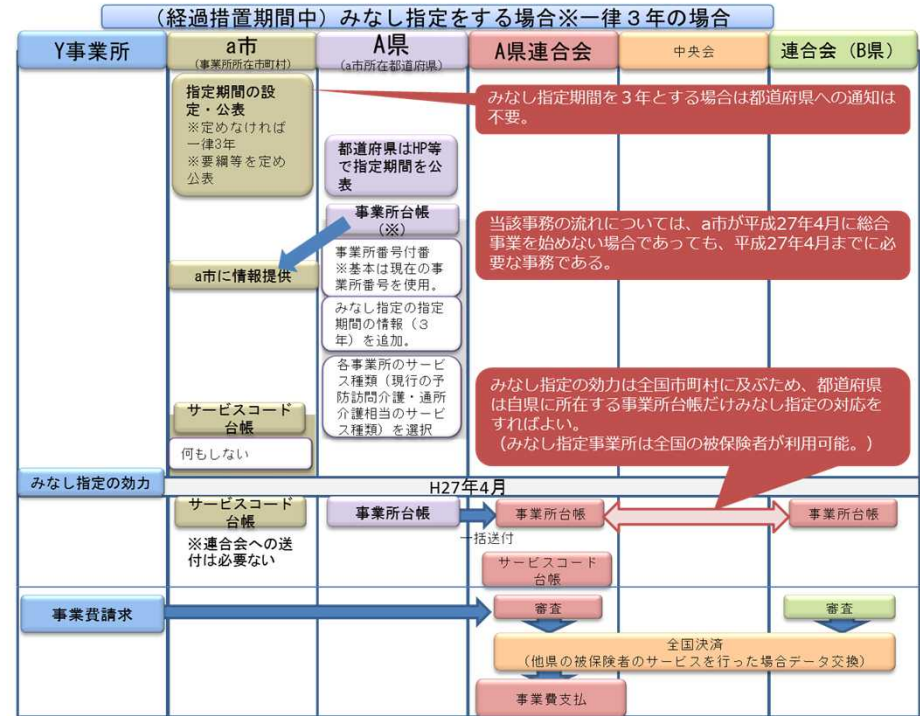 （経過措置期間中）みなし指定をする場合※一律３年の場合
Y事業所
a市
（事業所所在市町村）
A県
（a市所在都道府県）
A県連合会
中央会
連合会（B県）
指定期間の設
定・公表
※定めなければ
一律3年
※要綱等を定め
公表
みなし指定期間を３年とする場合は都道府県への通知は
不要。
都道府県はHP等
で指定期間を公
表
事業所台帳
（※）
事業所番号付番
※基本は現在の事
業所番号を使用。
a市に情報提供
当該事務の流れについては、a市が平成27年4月に総合
事業を始めない場合であっても、平成27年4月までに必
要な事務である。
みなし指定の指定
期間の情報（３
年）を追加。
各事業所のサービ
ス種類（現行の予
防訪問介護・通所
介護相当のサービ
ス種類）を選択
みなし指定の効力は全国市町村に及ぶため、都道府県
は自県に所在する事業所台帳だけみなし指定の対応を
すればよい。
（みなし指定事業所は全国の被保険者が利用可能。）
サービスコード
台帳
何もしない
みなし指定の効力
H27年4月
サービスコード
台帳
※連合会への送
付は必要ない
事業所台帳
一括送付
事業所台帳
事業所台帳
サービスコード
台帳
事業費請求
審査
審査
全国決済
（他県の被保険者のサービスを行った場合データ交換）
事業費支払